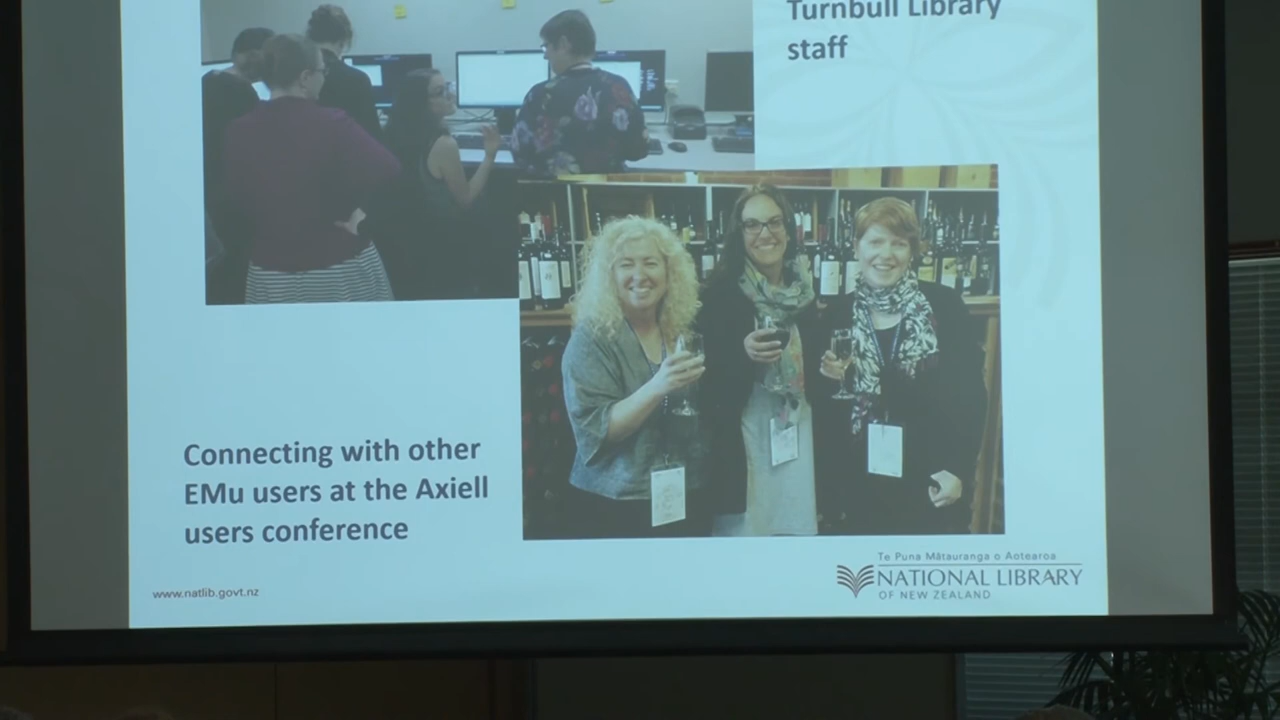 Turnbull Library
staff
Connecting with other
EMu users at the Axiell
users conference
www.natlib.govt.nz
Te Puna Mātauranga o Aotearoa
NATIONAL LIBRARY
OF NEW ZEALAND